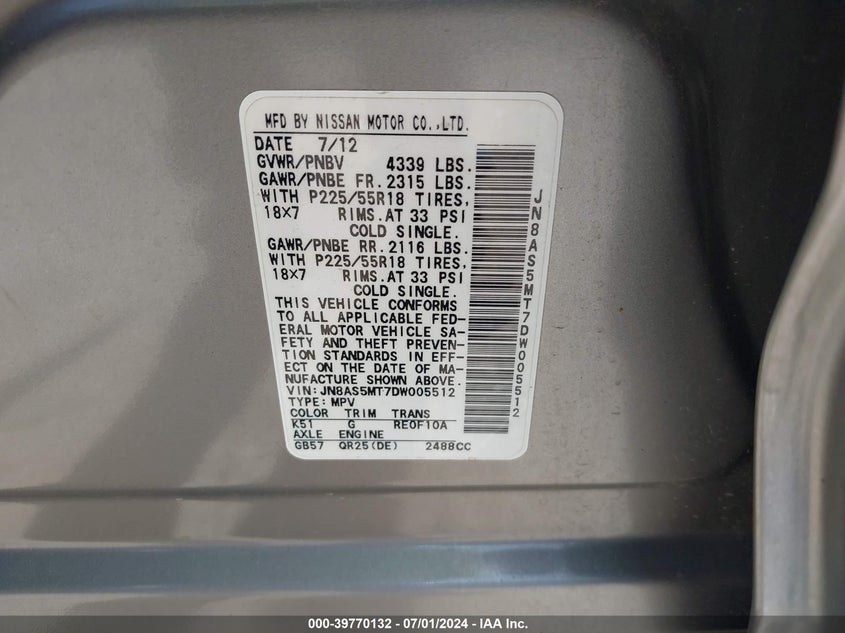 MFD BY NISSAN MOTOR CO.,LTD.
DATE 7/12
GVWR/PNBV 4339 LBS.
GAWR/PNBE FR. 2315 LBS.
WITH P225/55R18 TIRES,
18X7 RIMS. AT 33 PSI
COLD SINGLE.
GAWR/PNBE RR. 2116 LBS.
WITH P225/55R18 TIRES,
18X7 RIMS. AT 33 PSI
COLD SINGLE.
THIS VEHICLE CONFORMS
TO ALL APPLICABLE FED-
ERAL MOTOR VEHICLE SA-
FETY AND THEFT PREVEN-
TION STANDARDS IN EFF-
ECT ON THE DATE OF MA-
NUFACTURE SHOWN ABOVE.
VIN: JN8AS5MT7DW005512
TYPE: MPV
COLOR TRIM TRANS
K51 G RE0F10A
AXLE ENGINE
GB57 QR25(DE) 2488CC
JN8AS5MT7DW005512
000-39770132 - 07/01/2024 - IAA Inc.